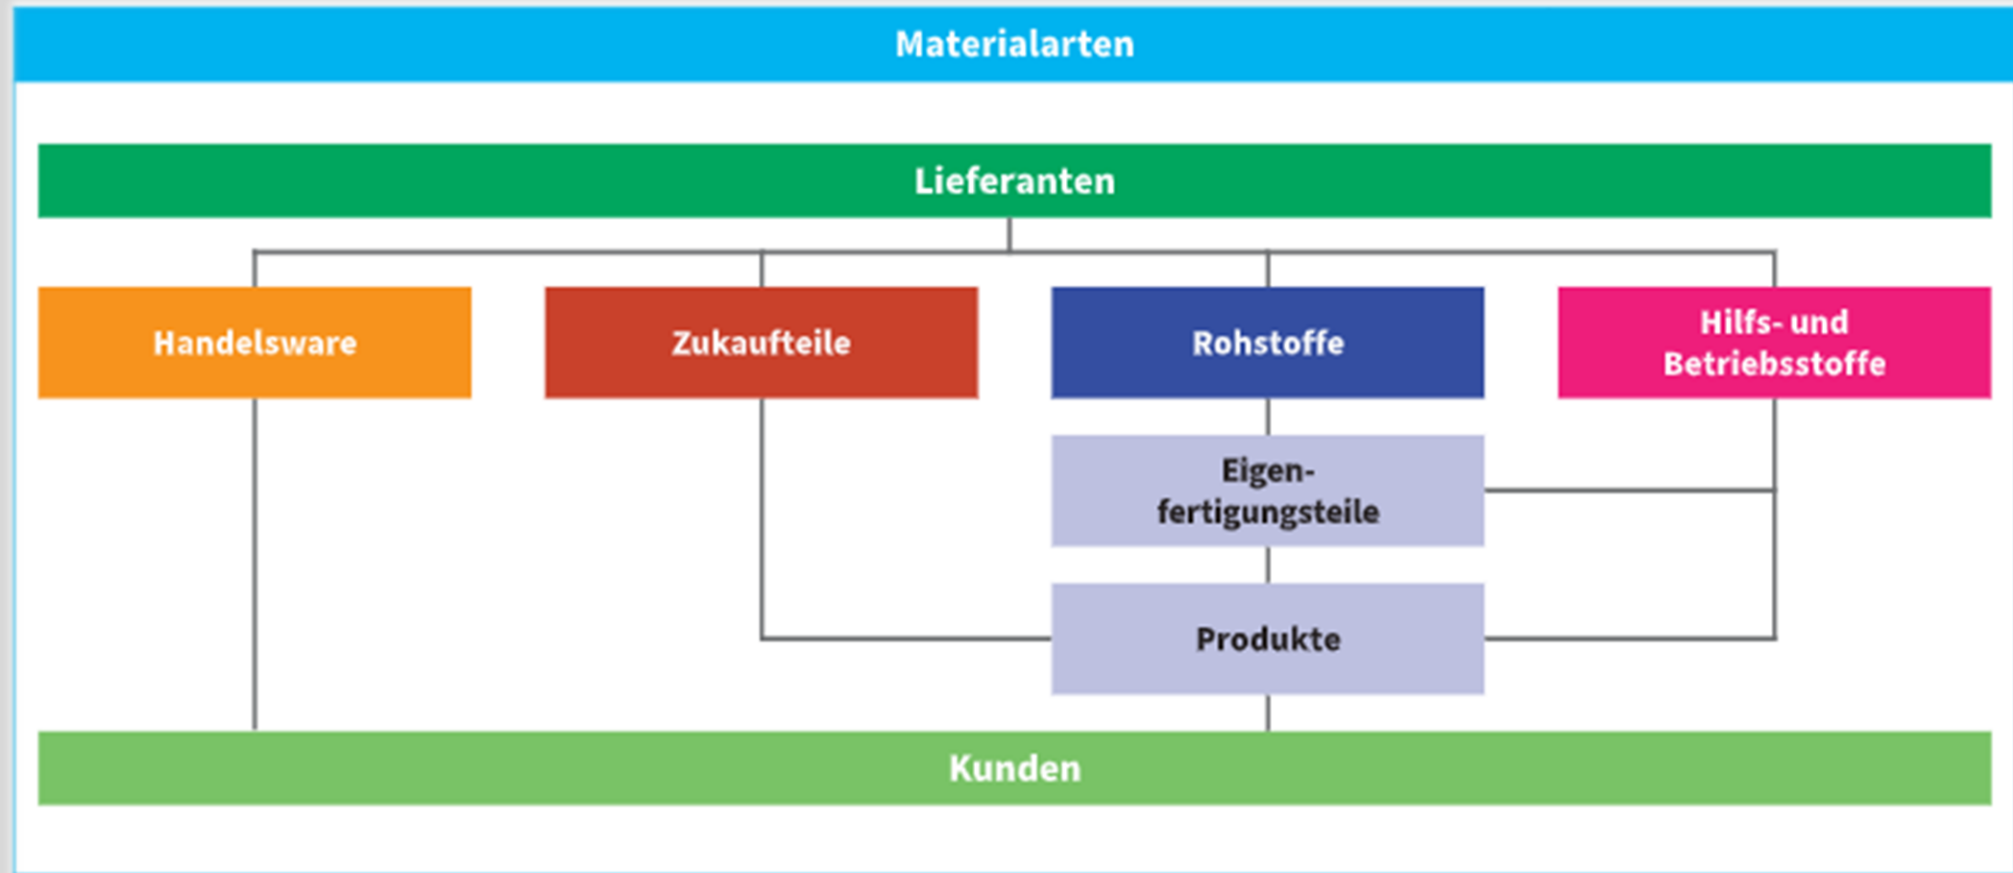 Materialarten
Lieferanten
Handelsware
Zukaufteile
Rohstoffe
Hilfs- und
Betriebsstoffe
Eigen-
fertigungsteile
Produkte
Kunden